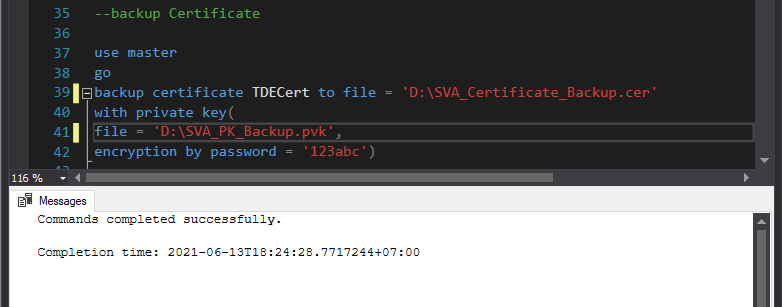 35 --backup Certificate
36
37 use master
38 go
39 backup certificate TDECert to file = 'D:\SVA_Certificate_Backup.cer'
40 with private key(
41 file = 'D:\SVA_PK_Backup.pvk',
42 encryption by password = '123abc')
116 %
Messages
Commands completed successfully.
Completion time: 2021-06-13T18:24:28.7717244+07:00